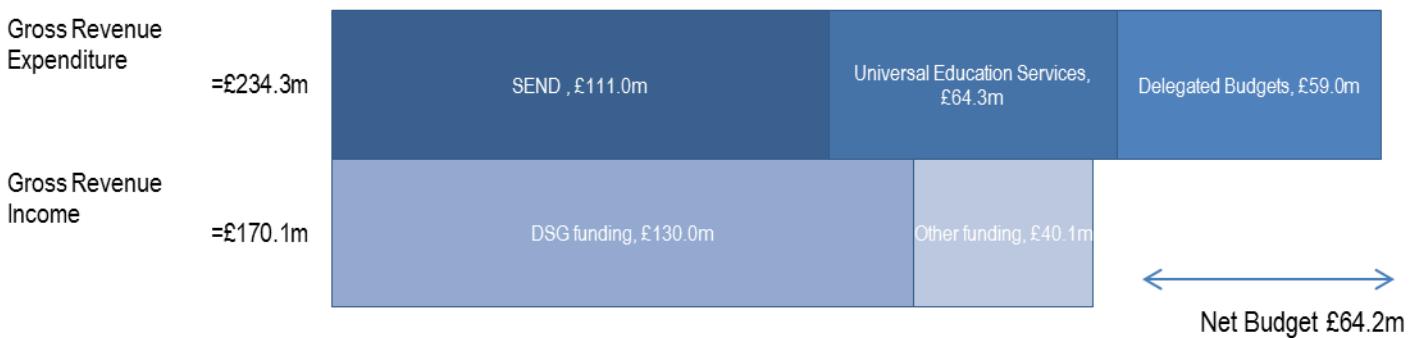 Gross Revenue
Expenditure
=£234.3m
SEND , £111.0m
Universal Education Services,
£64.3m
Delegated Budgets, £59.0m
Gross Revenue
Income
=£170.1m
DSG funding, £130.0m
Other funding, £40.1m
Net Budget £64.2m